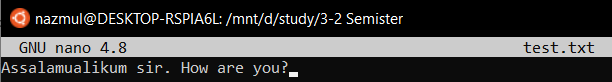 nazmul@DESKTOP-RSPIA6L: /mnt/d/study/3-2 Semister
GNU nano 4.8 test.txt
Assalamualikum sir. How are you?